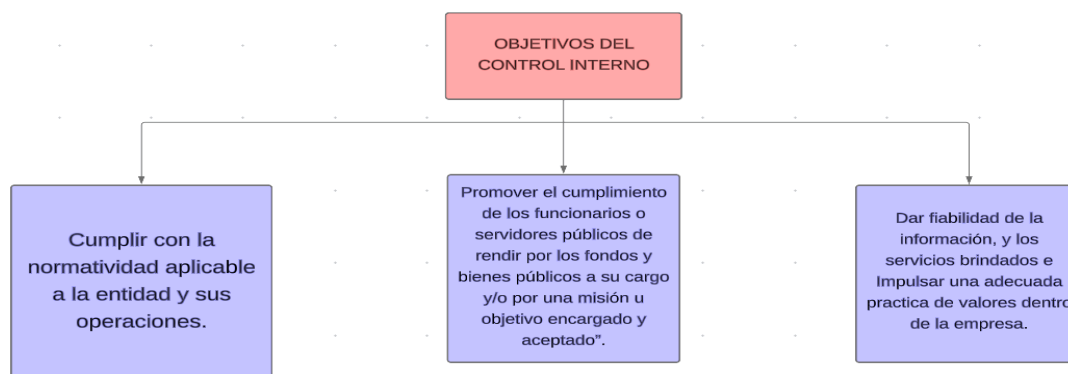 OBJETIVOS DEL
CONTROL INTERNO
Cumplir con la
normatividad aplicable
a la entidad y sus
operaciones.
Promover el cumplimiento
de los funcionarios o
servidores públicos de
rendir por los fondos y
bienes públicos a su cargo
y/o por una misión u
objetivo encargado y
aceptado”.
Dar fiabilidad de la
información, y los
servicios brindados e
Impulsar una adecuada
practica de valores dentro
de la empresa.